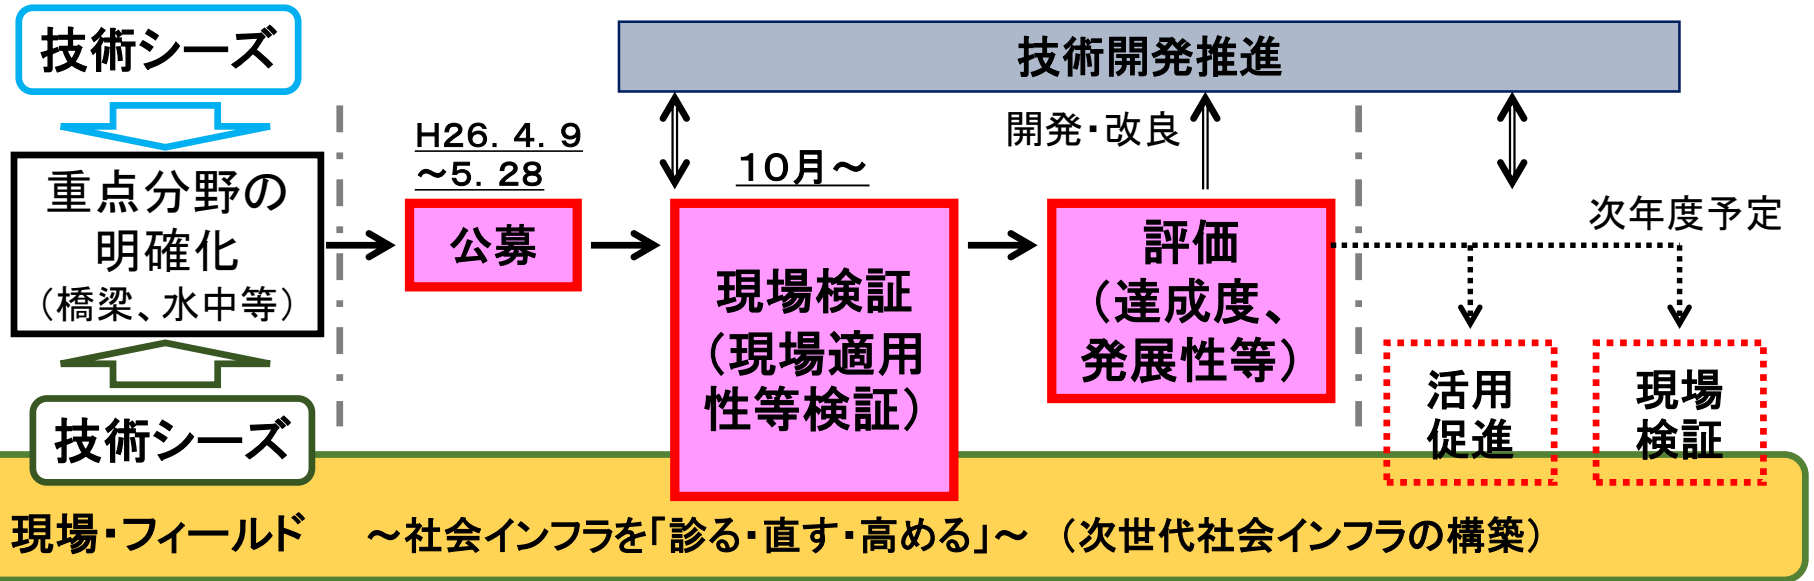 技術シーズ
技術開発推進
重点分野の
明確化
（橋梁、水中等）
技術シーズ
H26．4．9
～5．28
公募
10月～
現場検証
（現場適用
性等検証）
開発・改良
評価
（達成度、
発展性等）
次年度予定
活用
促進
現場
検証
現場・フィールド　～社会インフラを「診る・直す・高める」～　（次世代社会インフラの構築）